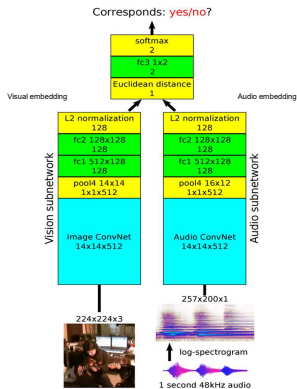 Corresponds: yes/no?
softmax
2
fc3 1x2
2
Euclidean distance
1
Visual embedding
Audio embedding
L2 normalization
128
fc2 128x128
128
fc1 512x128
128
pool4 14x14
1x1x512
Image ConvNet
14x14x512
Vision subnetwork
224x224x3
L2 normalization
128
fc2 128x128
128
fc1 512x128
128
pool4 16x12
1x1x512
Audio ConvNet
14x14x512
Audio subnetwork
257x200x1
log-spectrogram
1 second 48kHz audio